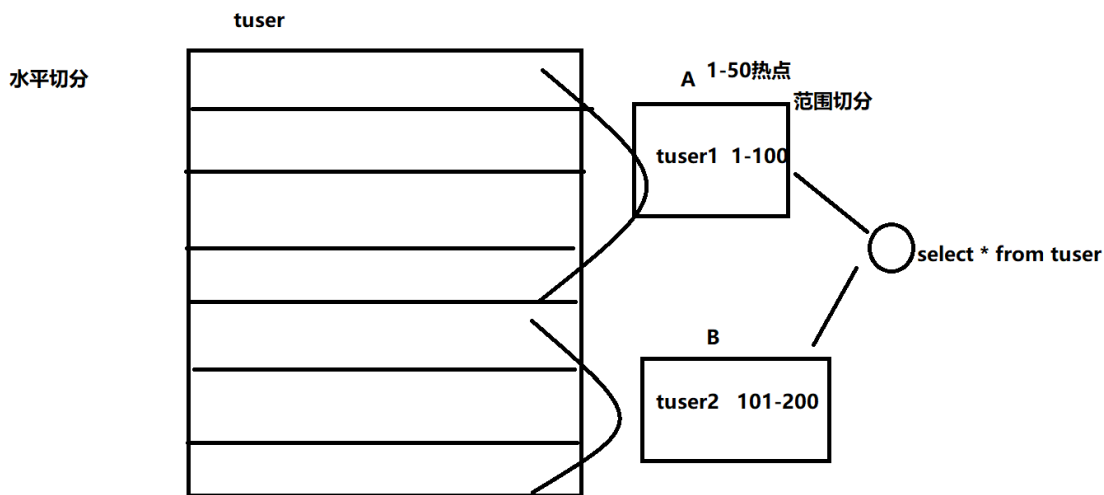 tuser
水平切分
A 1-50热点
范围切分
tuser1 1-100
select * from tuser
B
tuser2 101-200